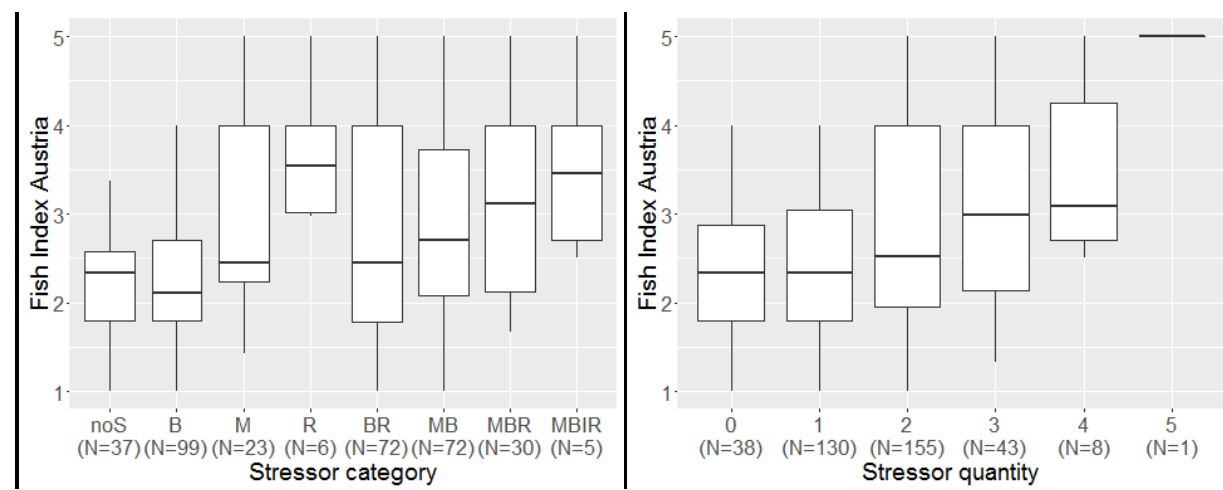 Fish Index Austria
5
4
3
2
1
noS B M R BR MB MBR MBIR
(N=37) (N=99) (N=23) (N=6) (N=72) (N=72) (N=30) (N=5)
Stressor category
Fish Index Austria
5
4
3
2
1
0 1 2 3 4 5
(N=38) (N=130) (N=155) (N=43) (N=8) (N=1)
Stressor quantity